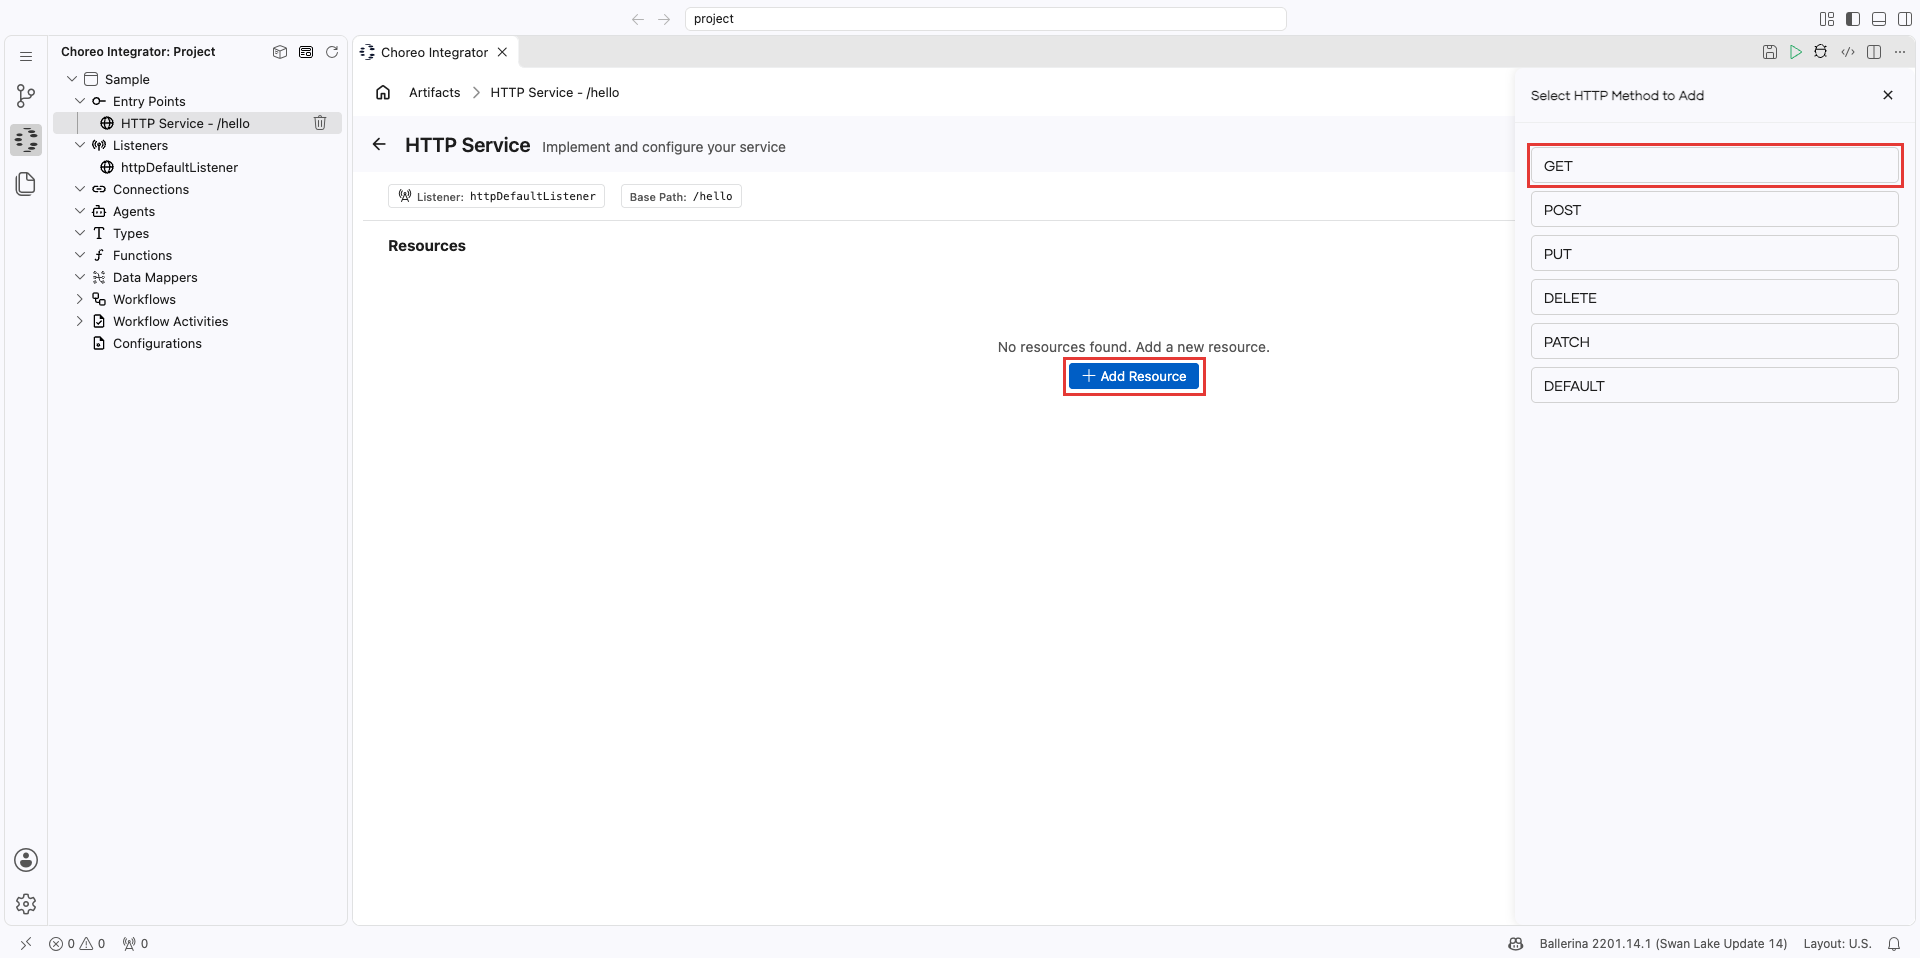 project
Choreo Integrator: Project
Sample
Entry Points
HTTP Service - /hello
Listeners
httpDefaultListener
Connections
Agents
Types
Functions
Data Mappers
Workflows
Workflow Activities
Configurations
Choreo Integrator
Artifacts
HTTP Service - /hello
HTTP Service Implement and configure your service
Listener: httpDefaultListener Base Path: /hello
Resources
No resources found. Add a new resource.
Add Resource
Select HTTP Method to Add
GET
POST
PUT
DELETE
PATCH
DEFAULT
0 0 0
Ballerina 2201.14.1 (Swan Lake Update 14) Layout: U.S.